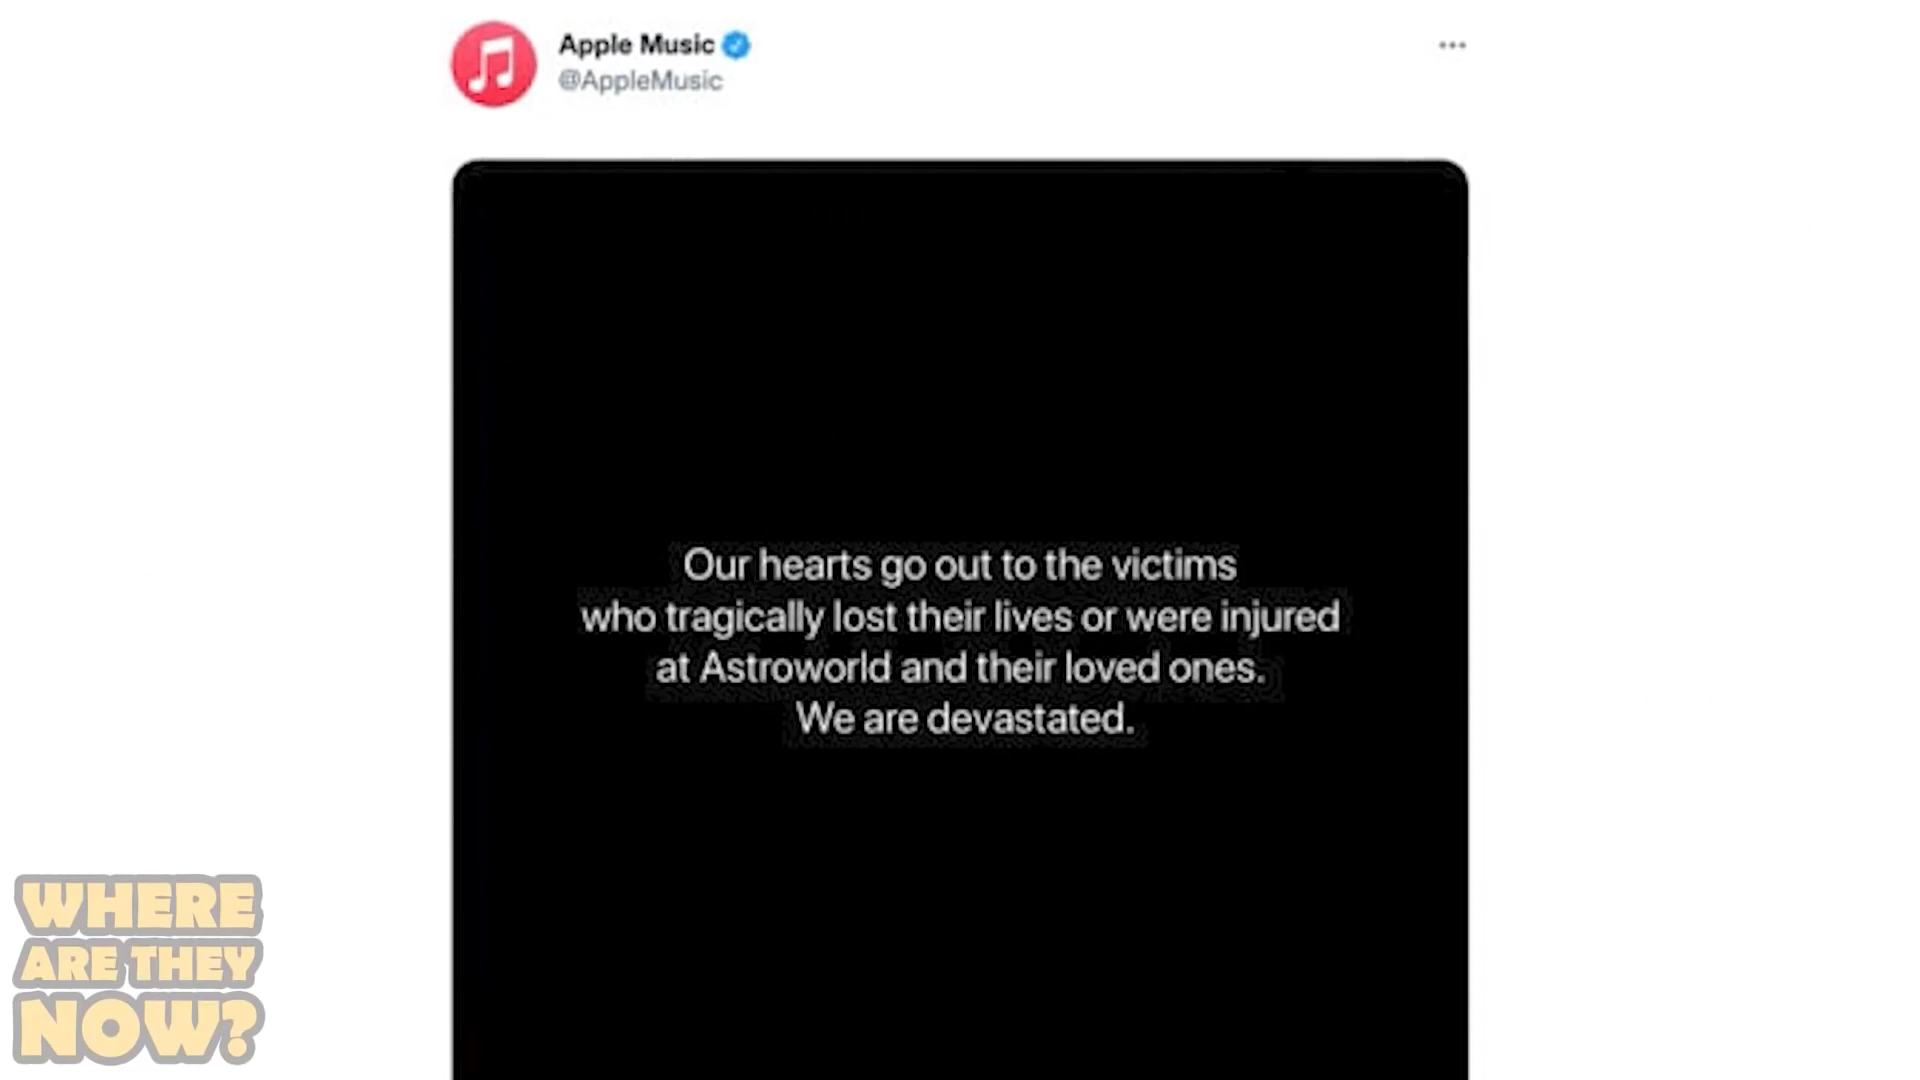 Apple Music
@AppleMusic
Our hearts go out to the victims
who tragically lost their lives or were injured
at Astroworld and their loved ones.
We are devastated.
WHERE
ARE THEY
NOW?